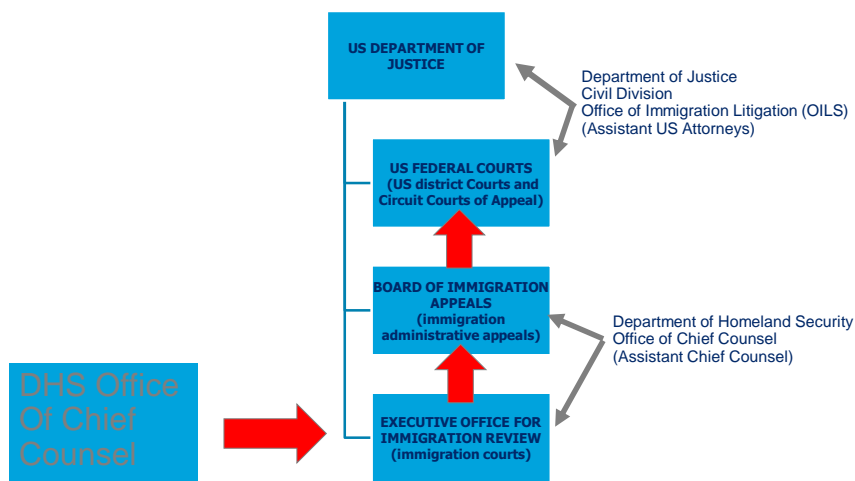 US DEPARTMENT OF
JUSTICE
Department of Justice
Civil Division
Office of Immigration Litigation (OILS)
(Assistant US Attorneys)
US FEDERAL COURTS
(US district Courts and
Circuit Courts of Appeal)
BOARD OF IMMIGRATION
APPEALS
(immigration
administrative appeals)
Department of Homeland Security
Office of Chief Counsel
(Assistant Chief Counsel)
DHS Office
Of Chief
Counsel
EXECUTIVE OFFICE FOR
IMMIGRATION REVIEW
(immigration courts)